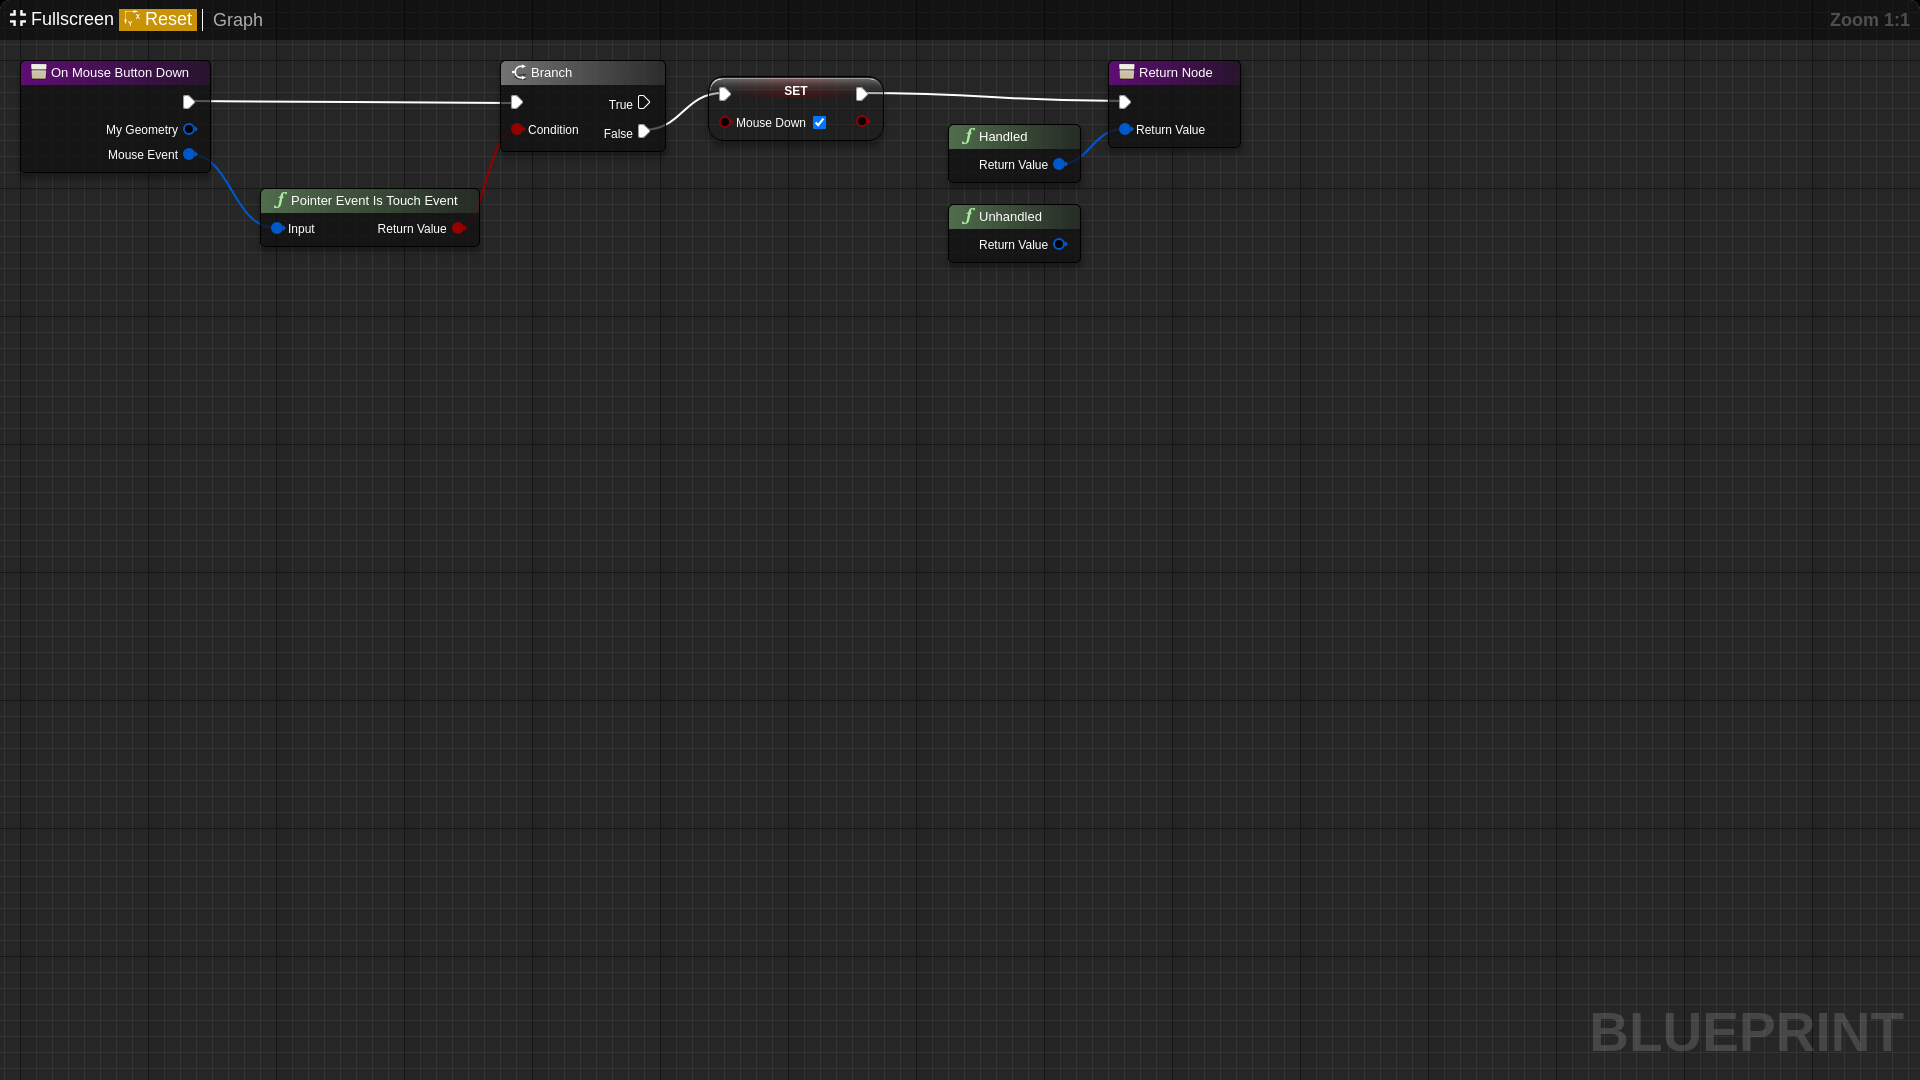 Fullscreen Reset Graph Zoom 1:1
On Mouse Button Down
My Geometry
Mouse Event
Pointer Event Is Touch Event
Input Return Value
Branch
True
Condition False
SET
Mouse Down
Handled
Return Value
Unhandled
Return Value
Return Node
Return Value
BLUEPRINT